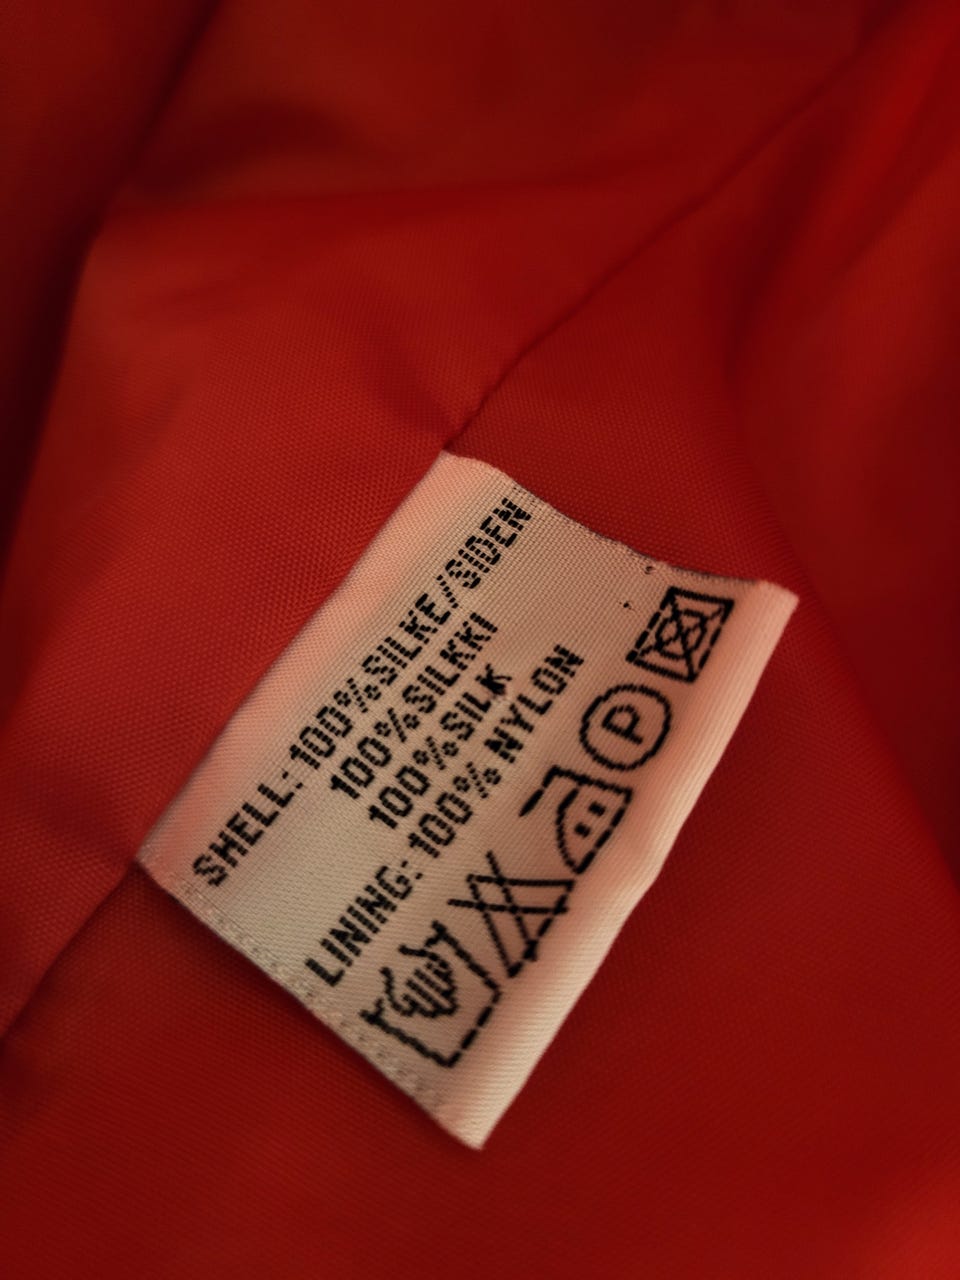 SHELL: 100% SILKE/SIDEN
100% SILKKI
100% SILK
LINING: 100% NYLON
P